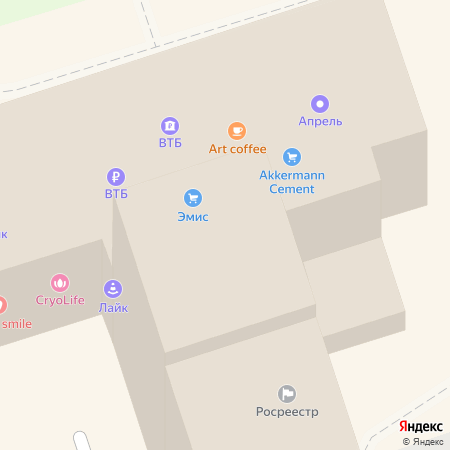 Апрель
ВТБ
Art coffee
Akkermann
Cement
ВТБ
Эмис
CryoLife
Лайк
smile
Росреестр
Яндекс
© Яндекс